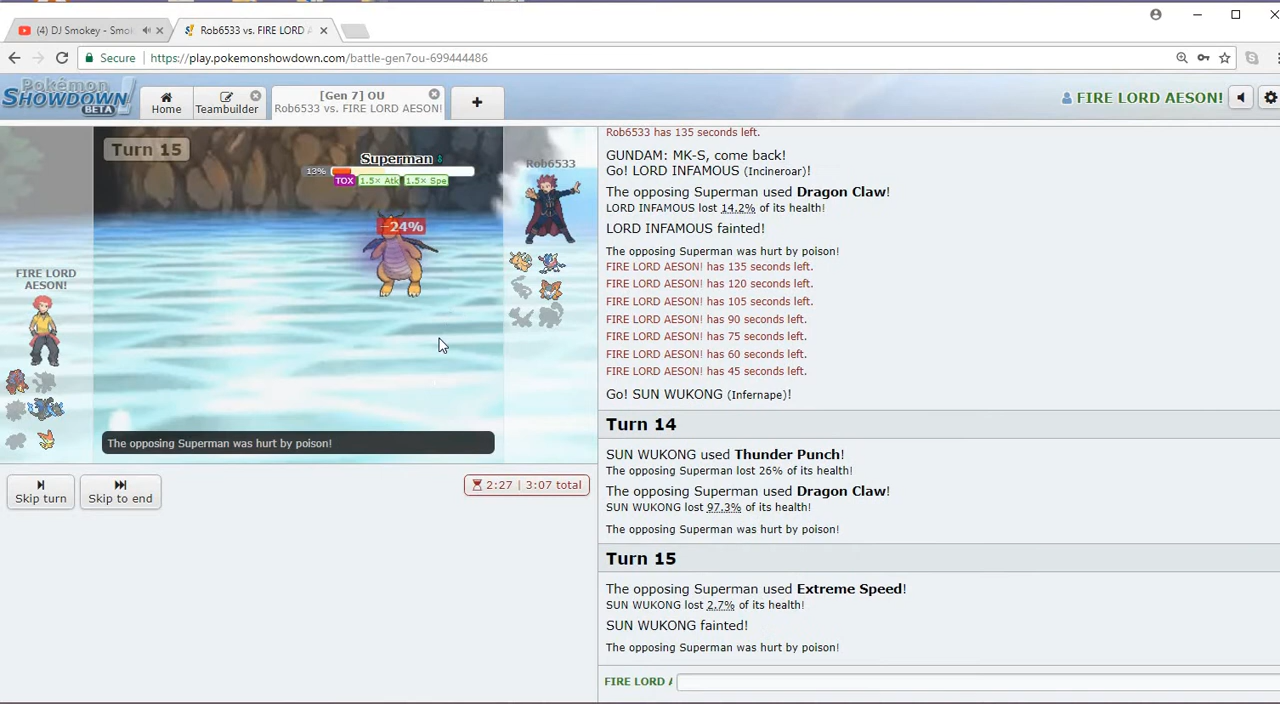 (4) DJ Smokey - Smo
Rob6533 vs. FIRE LORD
Secure
https://play.pokemonshowdown.com/battle-gen7ou-699444486
Pokémon
SHOWDOWN
BETA
Home
Teambuilder
[Gen 7] OU
Rob6533 vs. FIRE LORD AESON!
+
FIRE LORD AESON!
Turn 15
Superman
13%
TOX
1.5× Atk
1.5× Spe
−24%
Rob6533
FIRE LORD
AESON!
The opposing Superman was hurt by poison!
Skip turn
Skip to end
2:27 | 3:07 total
Rob6533 has 135 seconds left.
GUNDAM: MK-S, come back!
Go! LORD INFAMOUS (Incineroar)!
The opposing Superman used Dragon Claw!
LORD INFAMOUS lost 14.2% of its health!
LORD INFAMOUS fainted!
The opposing Superman was hurt by poison!
FIRE LORD AESON! has 135 seconds left.
FIRE LORD AESON! has 120 seconds left.
FIRE LORD AESON! has 105 seconds left.
FIRE LORD AESON! has 90 seconds left.
FIRE LORD AESON! has 75 seconds left.
FIRE LORD AESON! has 60 seconds left.
FIRE LORD AESON! has 45 seconds left.
Go! SUN WUKONG (Infernape)!
Turn 14
SUN WUKONG used Thunder Punch!
The opposing Superman lost 26% of its health!
The opposing Superman used Dragon Claw!
SUN WUKONG lost 97.3% of its health!
The opposing Superman was hurt by poison!
Turn 15
The opposing Superman used Extreme Speed!
SUN WUKONG lost 2.7% of its health!
SUN WUKONG fainted!
The opposing Superman was hurt by poison!
FIRE LORD